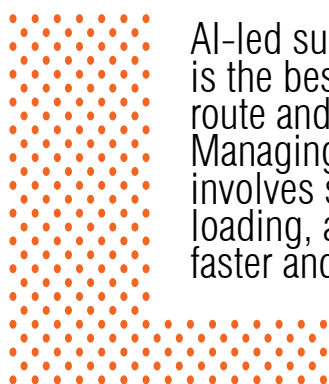 AI-led su
is the bes
route and
Managing
involves s
loading, a
faster and